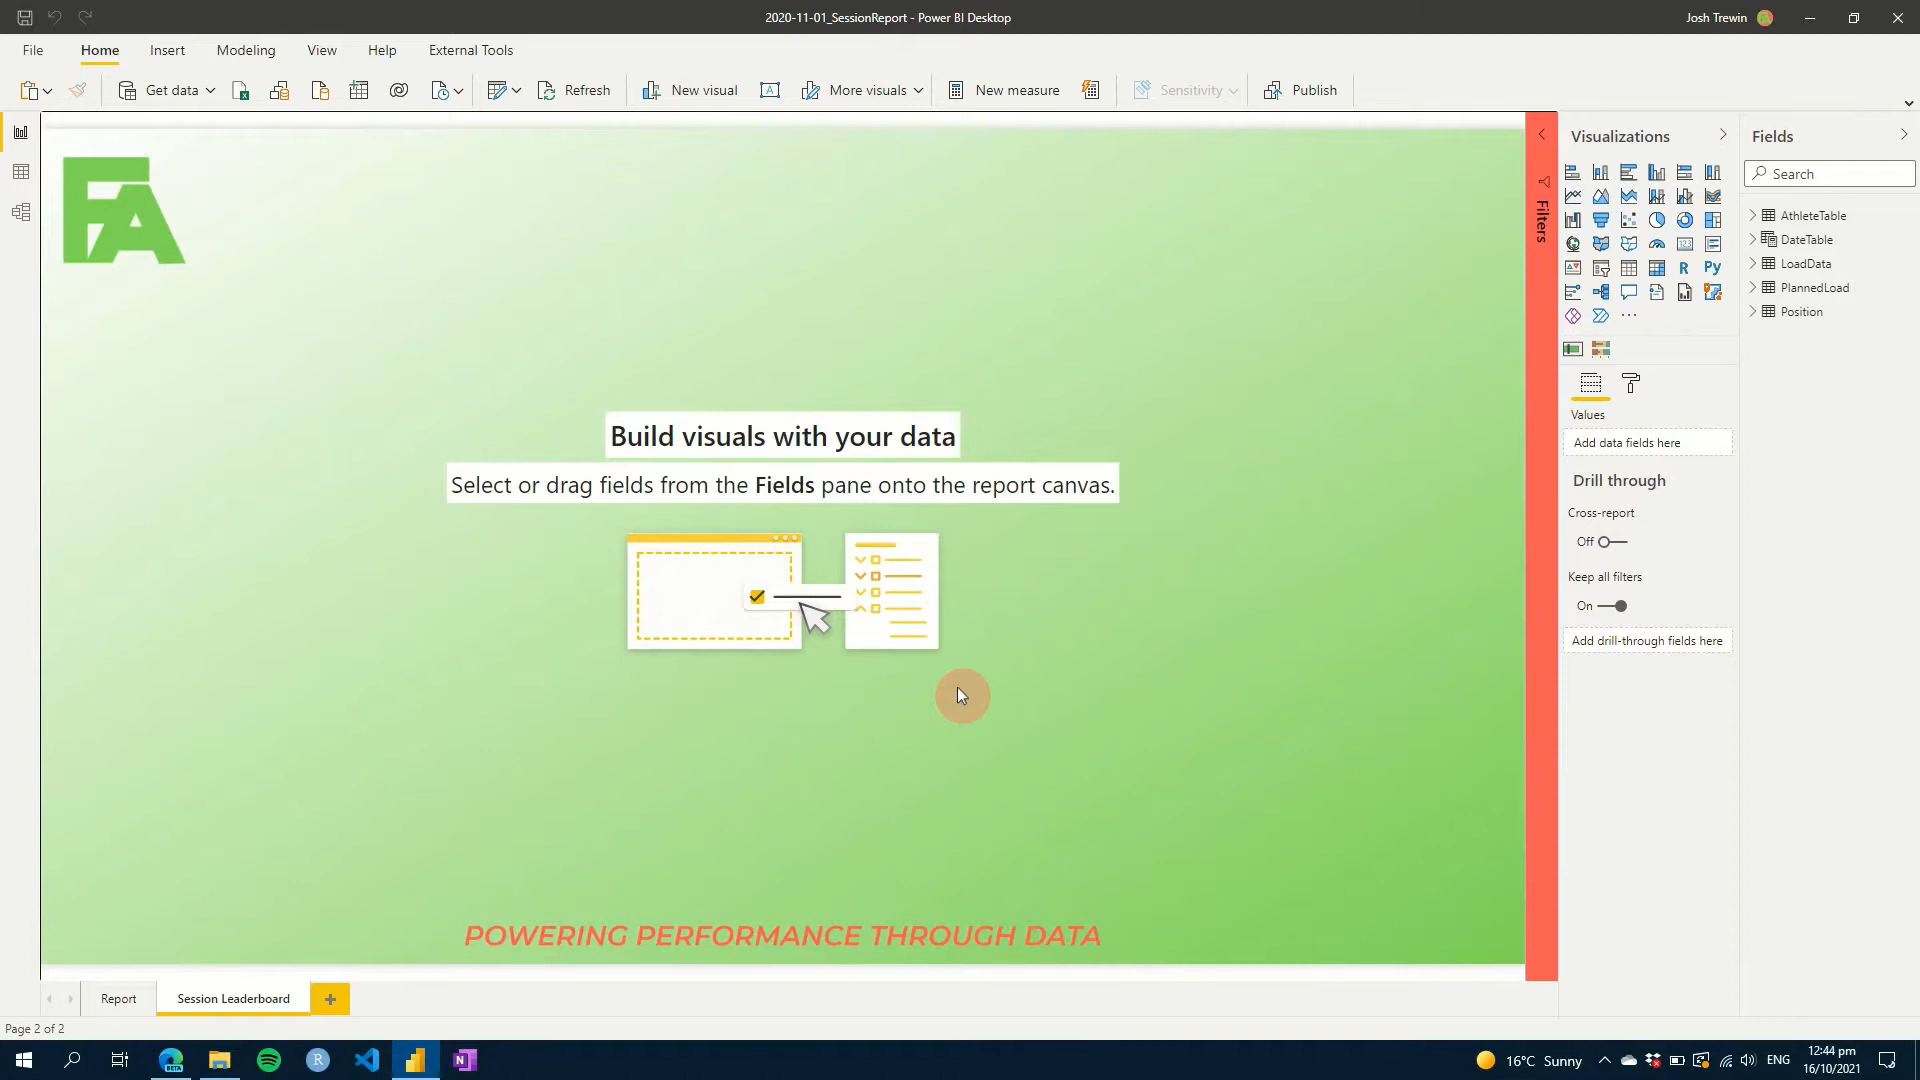 2020-11-01_SessionReport - Power BI Desktop
Josh Trewin
File
Home
Insert
Modeling
View
Help
External Tools
Get data
Refresh
New visual
More visuals
New measure
Sensitivity
Publish
FA
Build visuals with your data
Select or drag fields from the Fields pane onto the report canvas.
POWERING PERFORMANCE THROUGH DATA
Filters
Visualizations
123
R
Py
...
Values
Add data fields here
Drill through
Cross-report
Off
Keep all filters
On
Add drill-through fields here
Fields
Search
AthleteTable
DateTable
LoadData
PlannedLoad
Position
Report
Session Leaderboard
Page 2 of 2
BETA
R
N
16°C Sunny
ENG
12:44 pm
16/10/2021